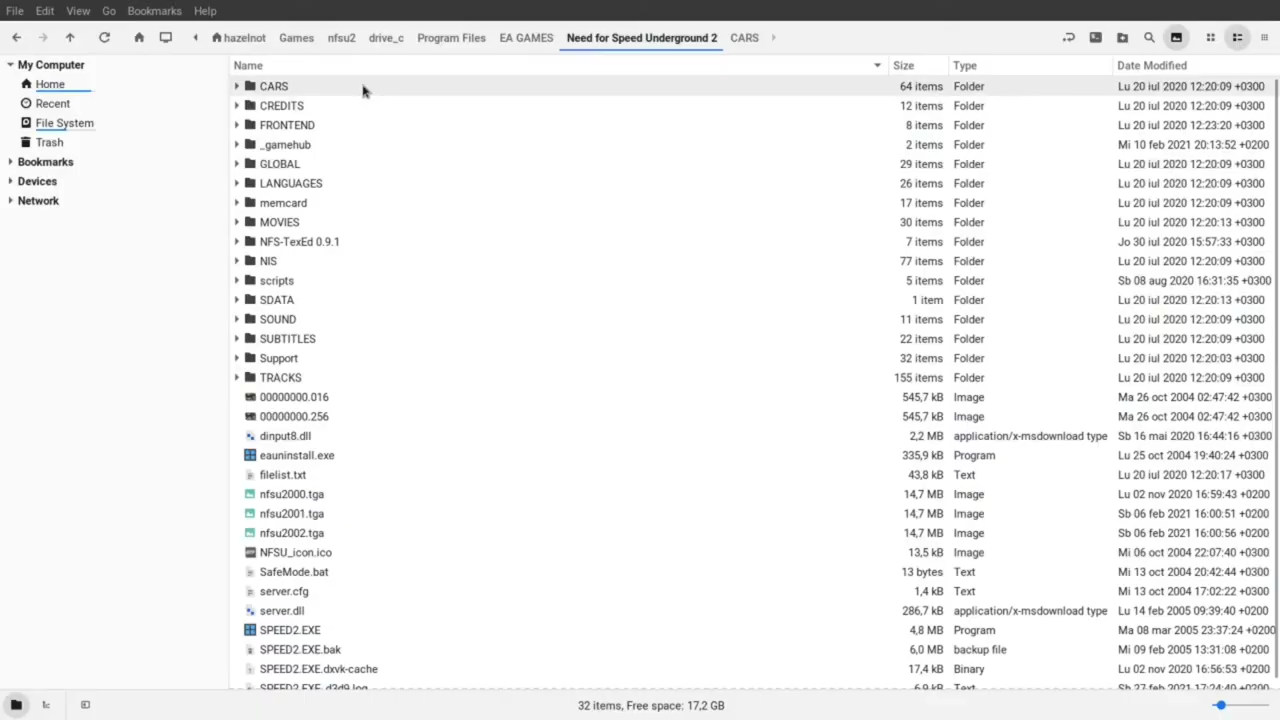 File Edit View Go Bookmarks Help
hazelnot Games nfsu2 drive_c Program Files EA GAMES Need for Speed Underground 2 CARS
My Computer
Home
Recent
File System
Trash
Bookmarks
Devices
Network
Name Size Type Date Modified
CARS 64 items Folder Lu 20 iul 2020 12:20:09 +0300
CREDITS 12 items Folder Lu 20 iul 2020 12:20:09 +0300
FRONTEND 8 items Folder Lu 20 iul 2020 12:23:20 +0300
_gamehub 2 items Folder Mi 10 feb 2021 20:13:52 +0200
GLOBAL 29 items Folder Lu 20 iul 2020 12:20:09 +0300
LANGUAGES 26 items Folder Lu 20 iul 2020 12:20:09 +0300
memcard 17 items Folder Lu 20 iul 2020 12:20:09 +0300
MOVIES 30 items Folder Lu 20 iul 2020 12:20:13 +0300
NFS-TexEd 0.9.1 7 items Folder Jo 30 iul 2020 15:57:33 +0300
NIS 77 items Folder Lu 20 iul 2020 12:20:09 +0300
scripts 5 items Folder Sb 08 aug 2020 16:31:35 +0300
SDATA 1 item Folder Lu 20 iul 2020 12:20:13 +0300
SOUND 11 items Folder Lu 20 iul 2020 12:20:09 +0300
SUBTITLES 22 items Folder Lu 20 iul 2020 12:20:09 +0300
Support 32 items Folder Lu 20 iul 2020 12:20:03 +0300
TRACKS 155 items Folder Lu 20 iul 2020 12:20:09 +0300
00000000.016 545,7 kB Image Ma 26 oct 2004 02:47:42 +0300
00000000.256 545,7 kB Image Ma 26 oct 2004 02:47:42 +0300
dinput8.dll 2,2 MB application/x-msdownload type Sb 16 mai 2020 16:44:16 +0300
eauninstall.exe 335,9 kB Program Lu 25 oct 2004 19:40:24 +0300
filelist.txt 43,8 kB Text Lu 20 iul 2020 12:20:17 +0300
nfsu2000.tga 14,7 MB Image Lu 02 nov 2020 16:59:43 +0200
nfsu2001.tga 14,7 MB Image Sb 06 feb 2021 16:00:51 +0200
nfsu2002.tga 14,7 MB Image Sb 06 feb 2021 16:00:56 +0200
NFSU_icon.ico 13,5 kB Image Mi 06 oct 2004 22:07:40 +0300
SafeMode.bat 13 bytes Text Mi 13 oct 2004 20:42:44 +0300
server.cfg 1,4 kB Text Mi 13 oct 2004 17:02:22 +0300
server.dll 286,7 kB application/x-msdownload type Lu 14 feb 2005 09:39:40 +0200
SPEED2.EXE 4,8 MB Program Ma 08 mar 2005 23:37:24 +0200
SPEED2.EXE.bak 6,0 MB backup file Mi 09 feb 2005 13:31:08 +0200
SPEED2.EXE.dxvk-cache 17,4 kB Binary Lu 02 nov 2020 16:56:53 +0200
SPEED2.EXE_d3d9.log 6,9 kB Text Sb 27 feb 2021 17:24:40 +0200
32 items, Free space: 17,2 GB